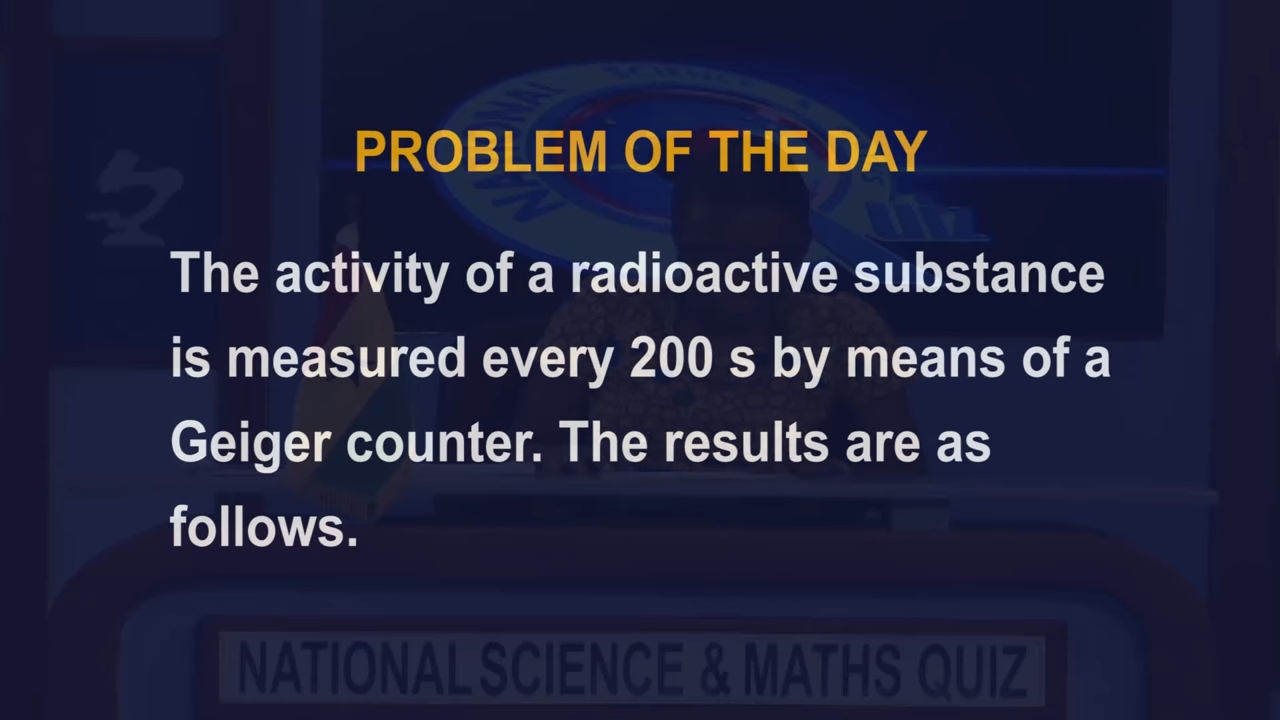 PROBLEM OF THE DAY
The activity of a radioactive substance
is measured every 200 s by means of a
Geiger counter. The results are as
follows.
NATIONAL SCIENCE & MATHS QUIZ